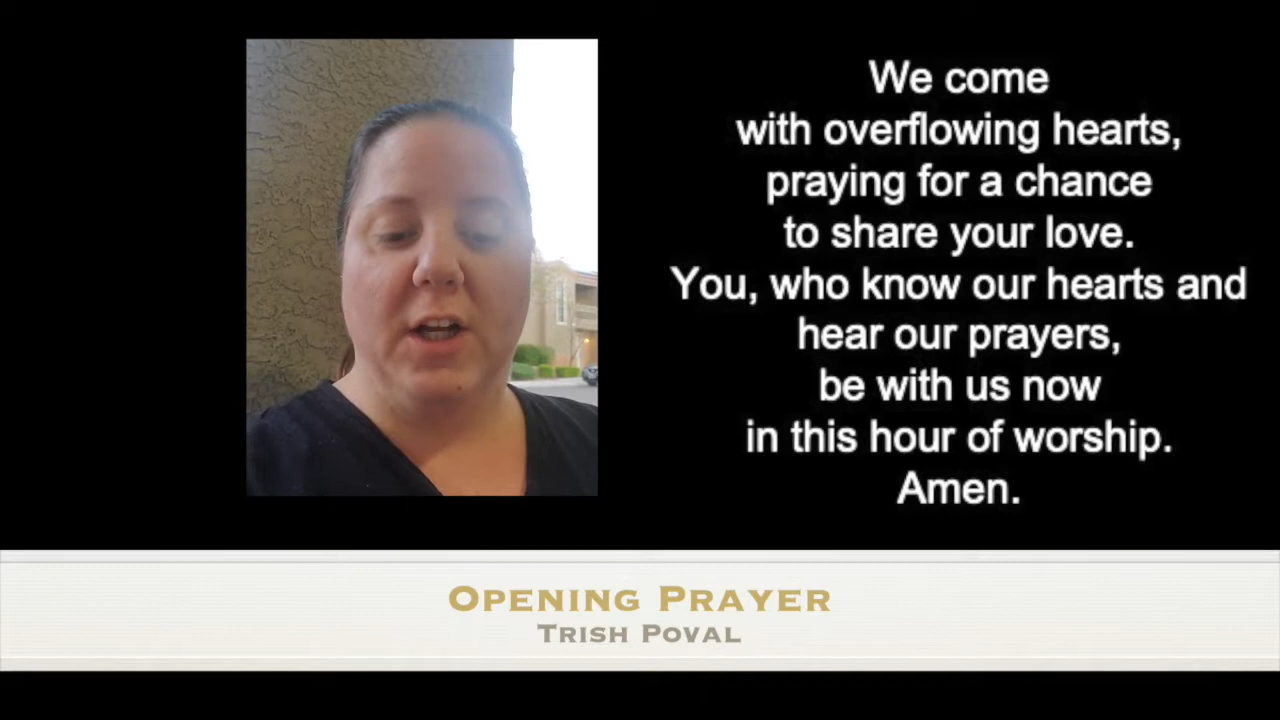 We come
with overflowing hearts,
praying for a chance
to share your love.
You, who know our hearts and
hear our prayers,
be with us now
in this hour of worship.
Amen.
Opening Prayer
Trish Poval